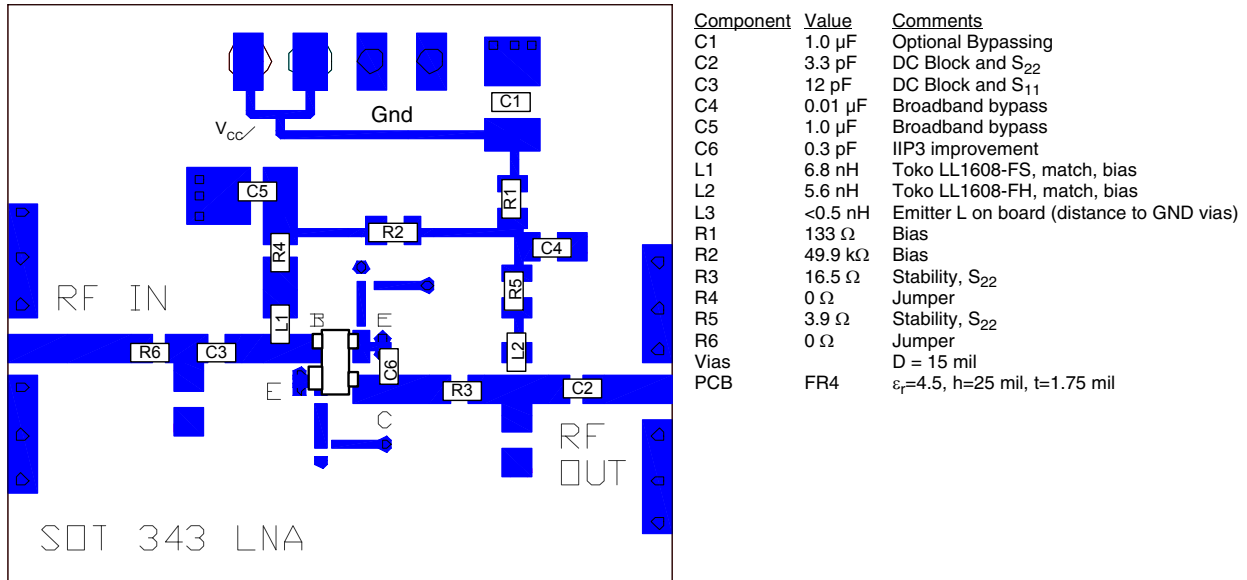 Gnd
C1
VCC
C5
R1
R2
R4
C4
R5
RF IN
L1
B
E
L2
R6
C3
C6
E
R3
C2
C
RF
OUT
SOT 343 LNA
Component Value Comments
C1 1.0 µF Optional Bypassing
C2 3.3 pF DC Block and S22
C3 12 pF DC Block and S11
C4 0.01 µF Broadband bypass
C5 1.0 µF Broadband bypass
C6 0.3 pF IIP3 improvement
L1 6.8 nH Toko LL1608-FS, match, bias
L2 5.6 nH Toko LL1608-FH, match, bias
L3 <0.5 nH Emitter L on board (distance to GND vias)
R1 133 Ω Bias
R2 49.9 kΩ Bias
R3 16.5 Ω Stability, S22
R4 0 Ω Jumper
R5 3.9 Ω Stability, S22
R6 0 Ω Jumper
Vias D = 15 mil
PCB FR4 εr=4.5, h=25 mil, t=1.75 mil